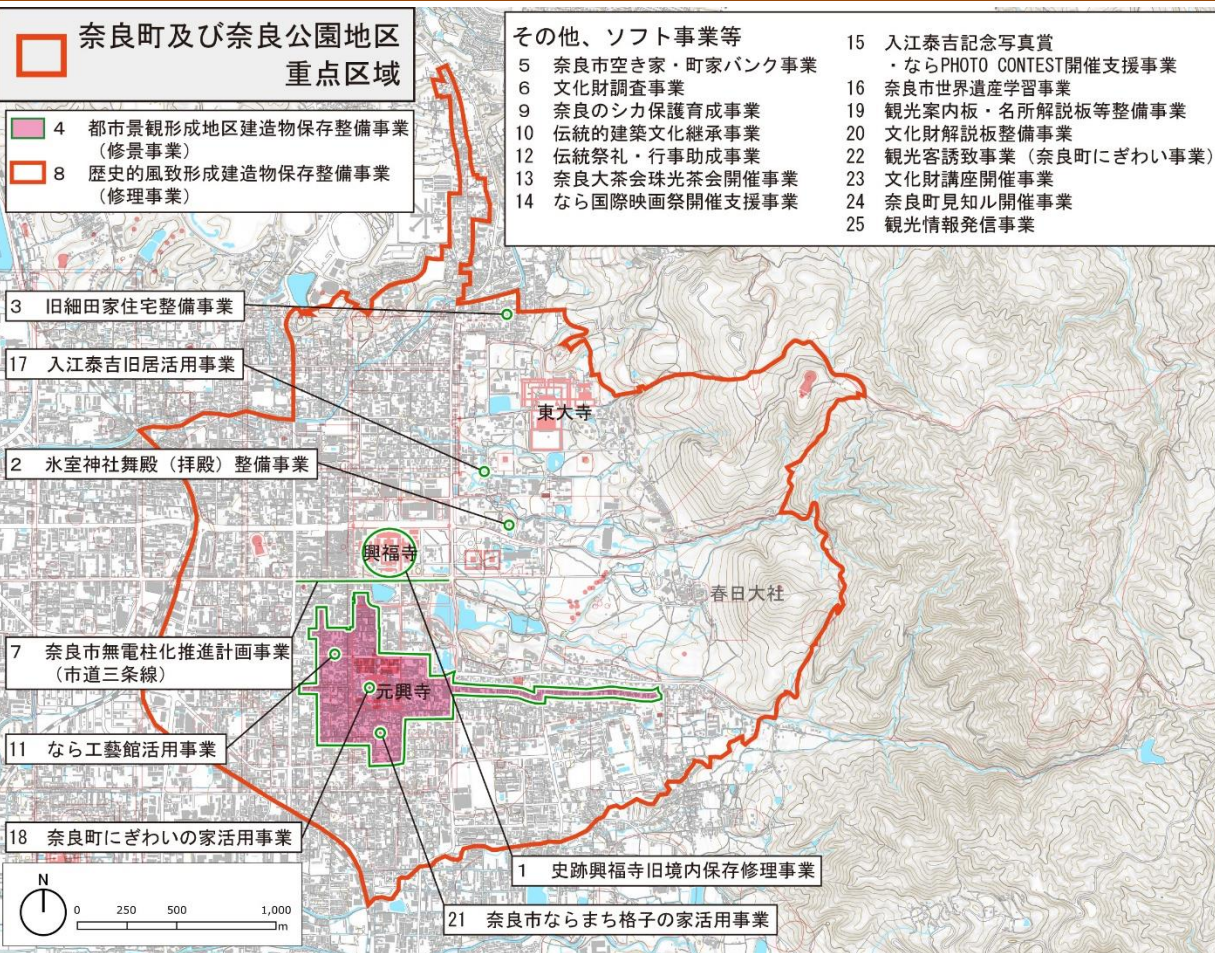 奈良町及び奈良公園地区
重点区域
4 都市景観形成地区建造物保存整備事業
(修景事業)
8 歴史的風致形成建造物保存整備事業
(修理事業)
その他、ソフト事業等
5 奈良市空き家・町家バンク事業
6 文化財調査事業
9 奈良のシカ保護育成事業
10 伝統的建築文化継承事業
12 伝統祭礼・行事助成事業
13 奈良大茶会珠光茶会開催事業
14 なら国際映画祭開催支援事業
15 入江泰吉記念写真賞
・ならPHOTO CONTEST開催支援事業
16 奈良市世界遺産学習事業
19 観光案内板・名所解説板等整備事業
20 文化財解説板整備事業
22 観光客誘致事業（奈良町にぎわい事業）
23 文化財講座開催事業
24 奈良町見知ル開催事業
25 観光情報発信事業
3 旧細田家住宅整備事業
17 入江泰吉旧居活用事業
東大寺
2 氷室神社舞殿（拝殿）整備事業
興福寺
春日大社
7 奈良市無電柱化推進計画事業
(市道三条線)
元興寺
11 なら工藝館活用事業
18 奈良町にぎわいの家活用事業
1 史跡興福寺旧境内保存修理事業
21 奈良市ならまち格子の家活用事業
N
0 250 500 1,000
m